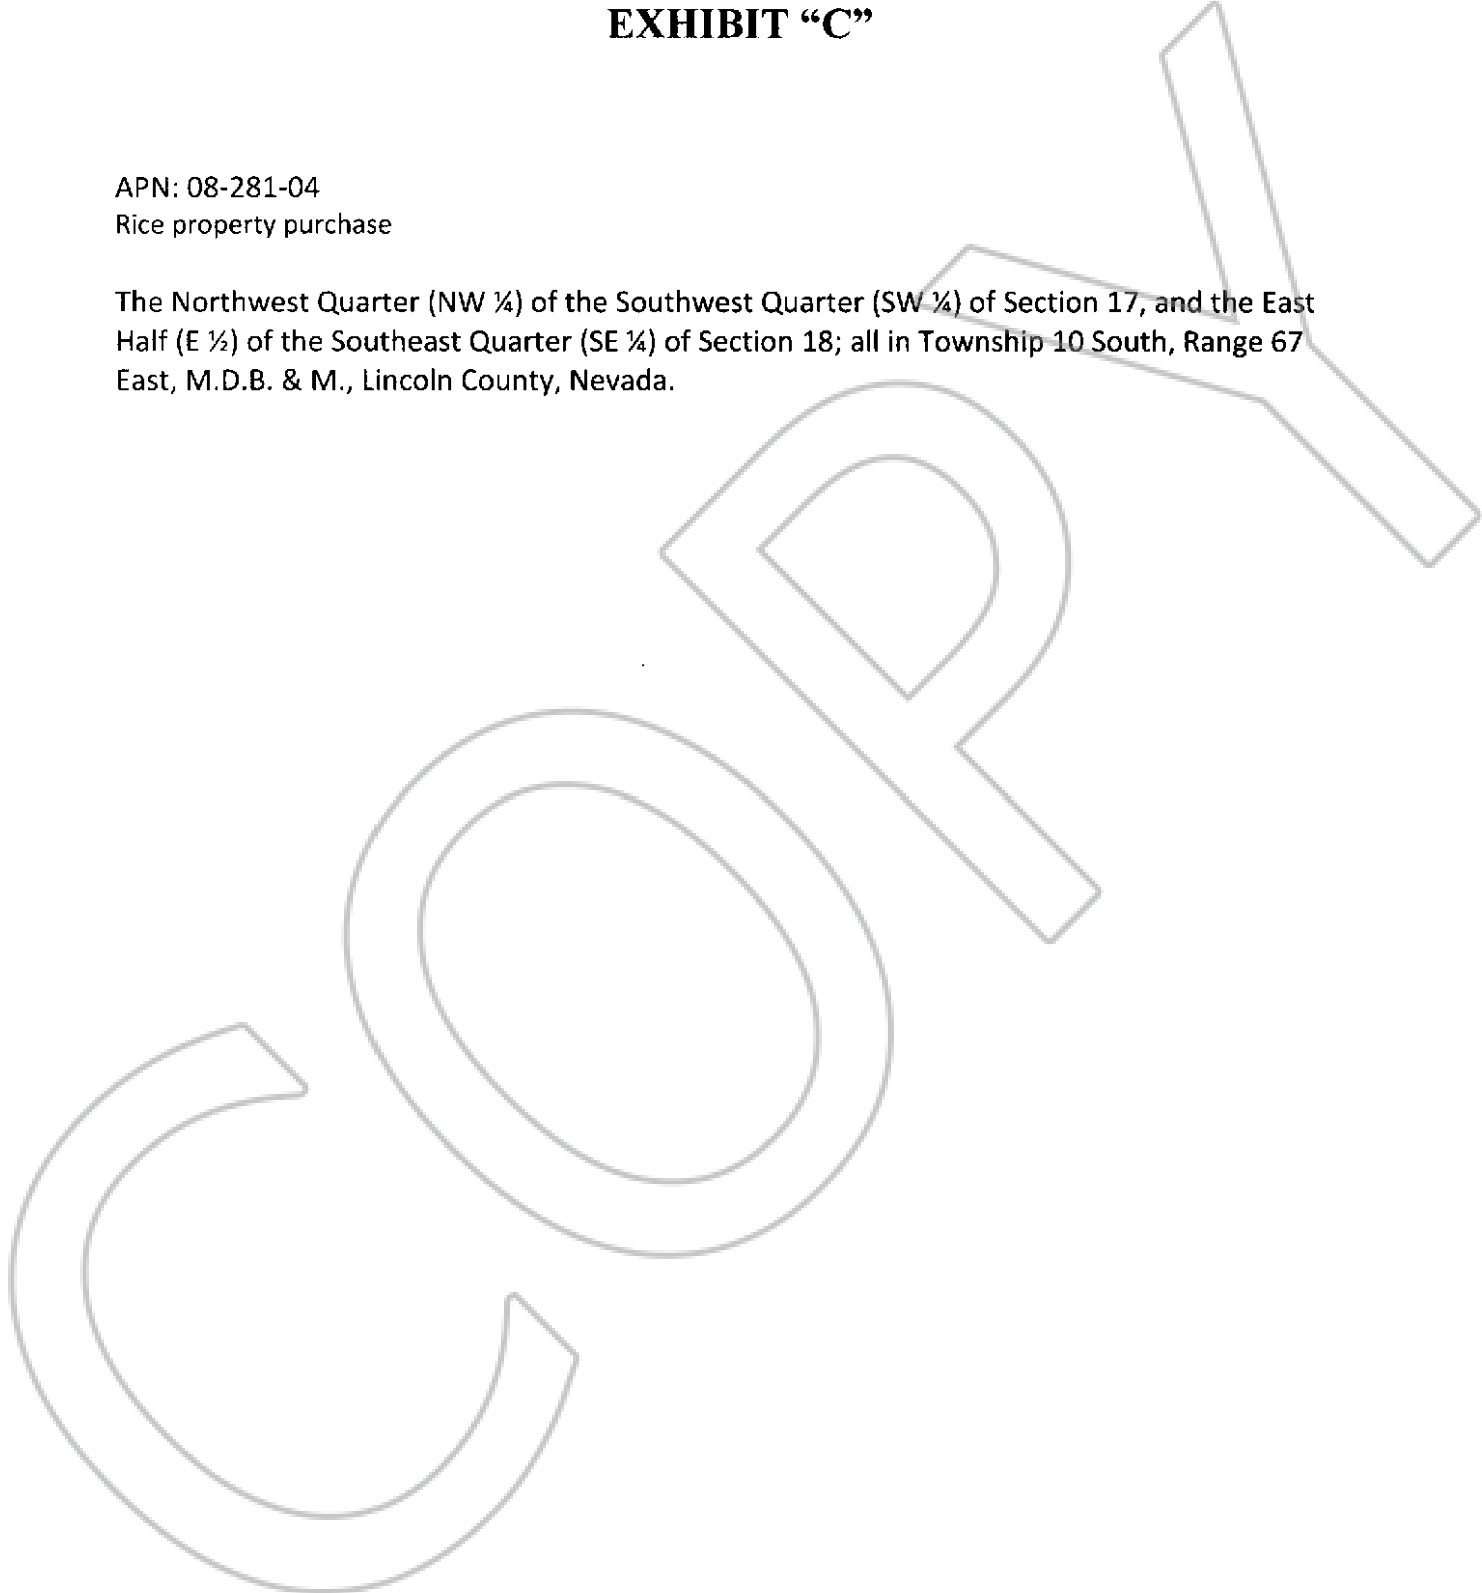 EXHIBIT “C”
APN: 08-281-04
Rice property purchase
The Northwest Quarter (NW ¼) of the Southwest Quarter (SW ¼) of Section 17, and the East
Half (E ½) of the Southeast Quarter (SE ¼) of Section 18; all in Township 10 South, Range 67
East, M.D.B. & M., Lincoln County, Nevada.
COPY